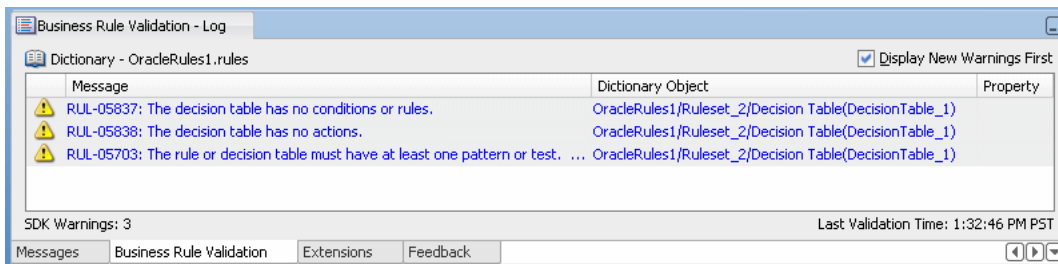 Business Rule Validation - Log
Dictionary - OracleRules1.rules Display New Warnings First
Message Dictionary Object Property
RUL-05837: The decision table has no conditions or rules. OracleRules1/Ruleset_2/Decision Table(DecisionTable_1)
RUL-05838: The decision table has no actions. OracleRules1/Ruleset_2/Decision Table(DecisionTable_1)
RUL-05703: The rule or decision table must have at least one pattern or test. ... OracleRules1/Ruleset_2/Decision Table(DecisionTable_1)
SDK Warnings: 3 Last Validation Time: 1:32:46 PM PST
Messages Business Rule Validation Extensions Feedback